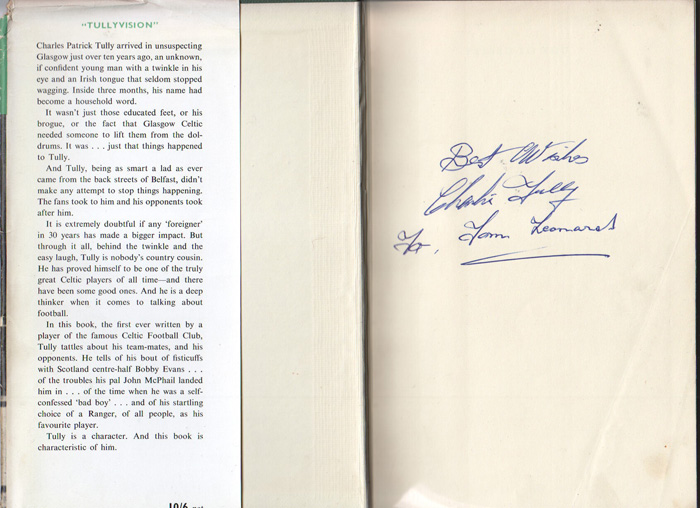 "TULLYVISION"
Charles Patrick Tully arrived in unsuspecting
Glasgow just over ten years ago, an unknown,
if confident young man with a twinkle in his
eye and an Irish tongue that seldom stopped
wagging. Inside three months, his name had
become a household word.
It wasn't just those educated feet, or his
brogue, or the fact that Glasgow Celtic
needed someone to lift them from the dol-
drums. It was . . . just that things happened
to Tully.
And Tully, being as smart a lad as ever
came from the back streets of Belfast, didn't
make any attempt to stop things happening.
The fans took to him and his opponents took
after him.
It is extremely doubtful if any 'foreigner'
in 30 years has made a bigger impact. But
through it all, behind the twinkle and the
easy laugh, Tully is nobody's country cousin.
He has proved himself to be one of the truly
great Celtic players of all time—and there
have been some good ones. And he is a deep
thinker when it comes to talking about
football.
In this book, the first ever written by a
player of the famous Celtic Football Club,
Tully tattles about his team-mates, and his
opponents. He tells of his bout of fisticuffs
with Scotland centre-half Bobby Evans . . .
of the troubles his pal John McPhail landed
him in . . . of the time when he was a self-
confessed 'bad boy' . . . and of his startling
choice of a Ranger, of all people, as his
favourite player.
Tully is a character. And this book is
characteristic of him.
10/6 net
Best Wishes
Charlie Tully
To, Tom Leonard